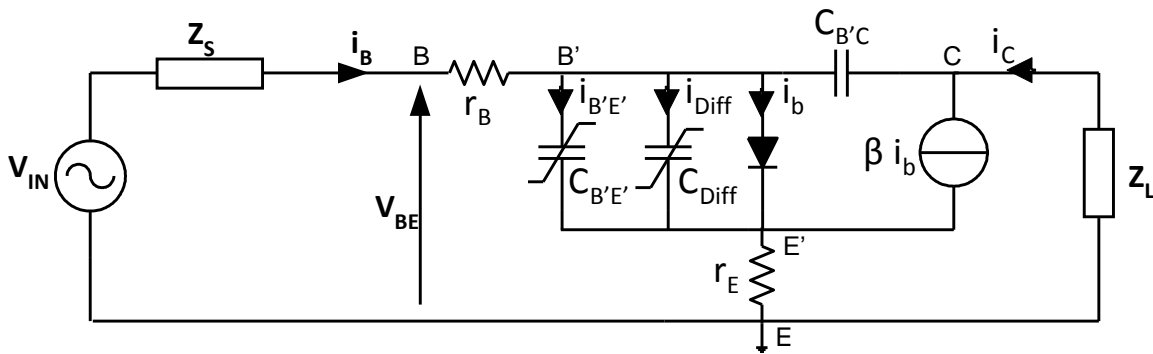 Z_S
i_B
B
r_B
B'
i_B'E'
i_Diff
i_b
C_B'C
C
i_C
V_IN
V_BE
C_B'E'
C_Diff
β i_b
Z_L
E'
r_E
E